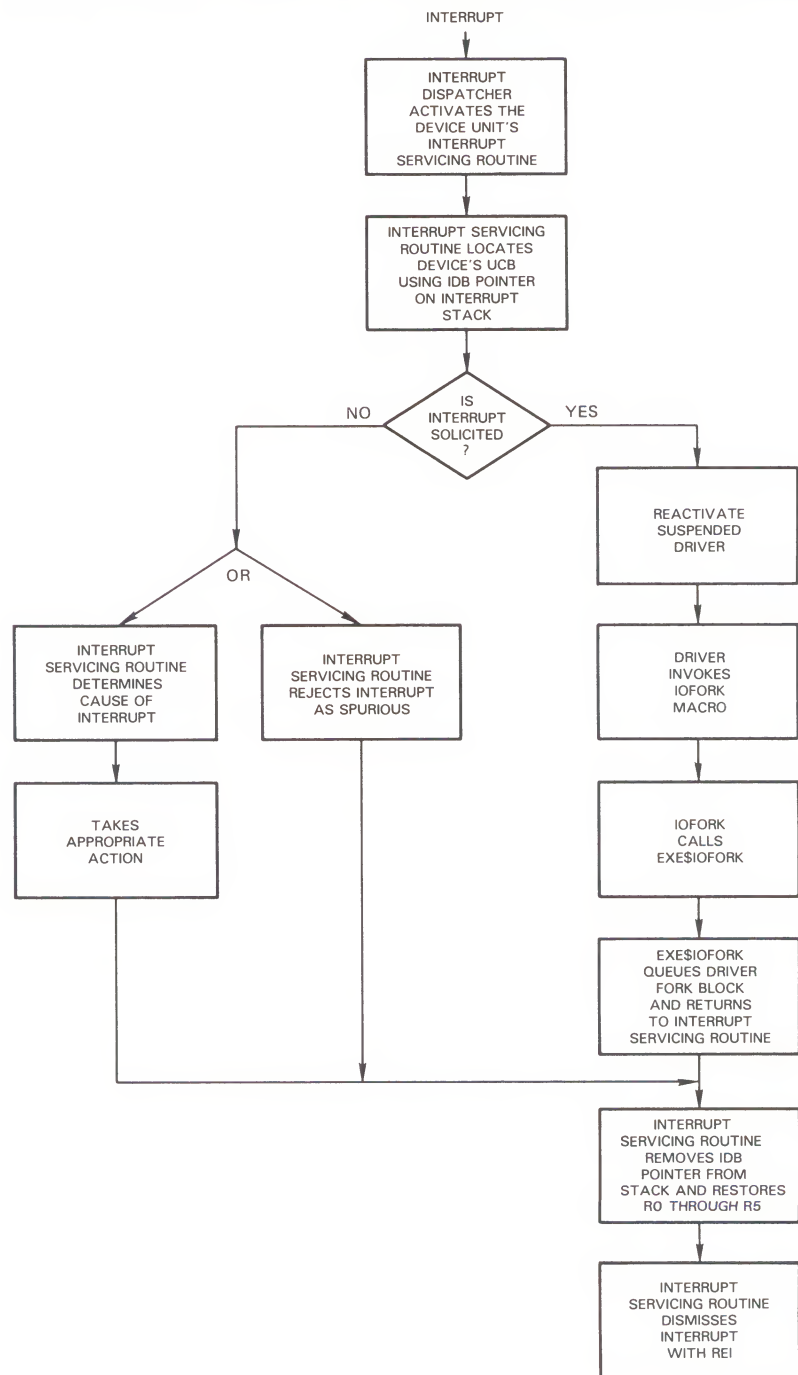 INTERRUPT
INTERRUPT
DISPATCHER
ACTIVATES THE
DEVICE UNIT'S
INTERRUPT
SERVICING ROUTINE
INTERRUPT SERVICING
ROUTINE LOCATES
DEVICE'S UCB
USING IDB POINTER
ON INTERRUPT
STACK
IS
INTERRUPT
SOLICITED
?
NO
YES
OR
INTERRUPT
SERVICING ROUTINE
DETERMINES
CAUSE OF
INTERRUPT
TAKES
APPROPRIATE
ACTION
INTERRUPT
SERVICING ROUTINE
REJECTS INTERRUPT
AS SPURIOUS
REACTIVATE
SUSPENDED
DRIVER
DRIVER
INVOKES
IOFORK
MACRO
IOFORK
CALLS
EXE$IOFORK
EXE$IOFORK
QUEUES DRIVER
FORK BLOCK
AND RETURNS
TO INTERRUPT
SERVICING ROUTINE
INTERRUPT
SERVICING ROUTINE
REMOVES IDB
POINTER FROM
STACK AND RESTORES
R0 THROUGH R5
INTERRUPT
SERVICING ROUTINE
DISMISSES
INTERRUPT
WITH REI